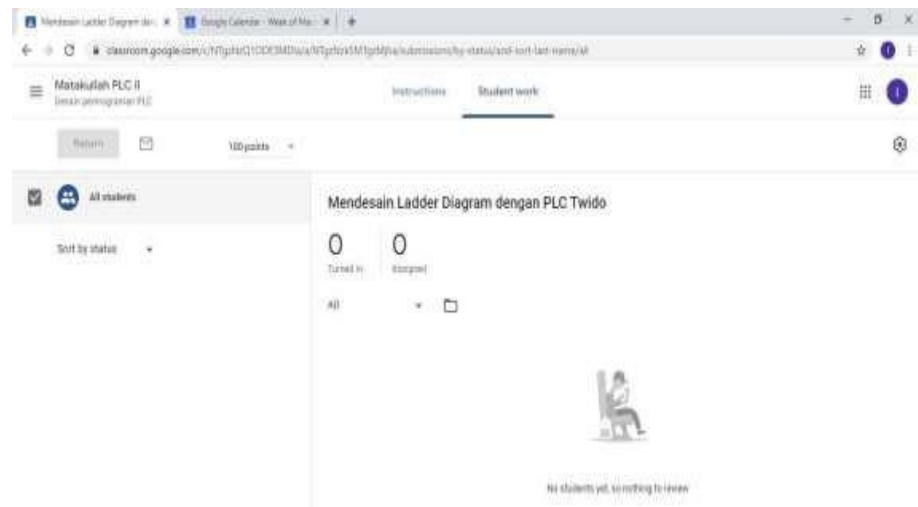 Mendesain Ladder Diagram den
Google Calendar - Week of Ma
classroom.google.com
Matakuliah PLC II
Desain pemrograman PLC
Instructions
Student work
Return
100 points
All students
Sort by status
Mendesain Ladder Diagram dengan PLC Twido
0
0
Turned in
Assigned
All
No students yet, so nothing to review